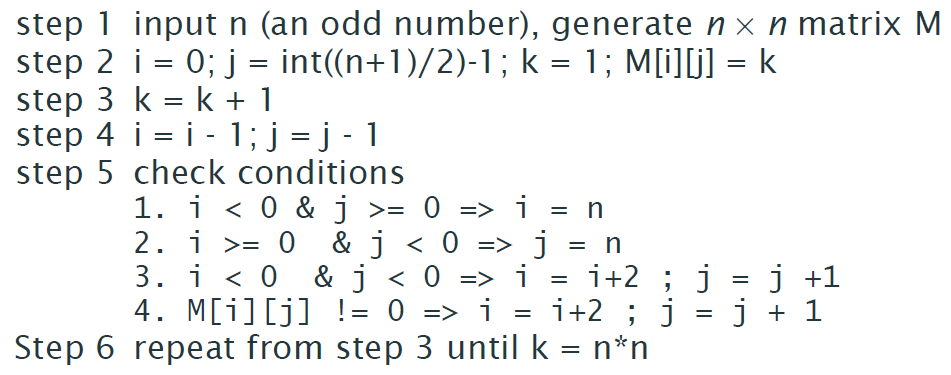 step 1 input n (an odd number), generate n × n matrix M
step 2 i = 0; j = int((n+1)/2)-1; k = 1; M[i][j] = k
step 3 k = k + 1
step 4 i = i - 1; j = j - 1
step 5 check conditions
1. i < 0 & j >= 0 => i = n
2. i >= 0 & j < 0 => j = n
3. i < 0 & j < 0 => i = i+2 ; j = j +1
4. M[i][j] != 0 => i = i+2 ; j = j + 1
Step 6 repeat from step 3 until k = n*n